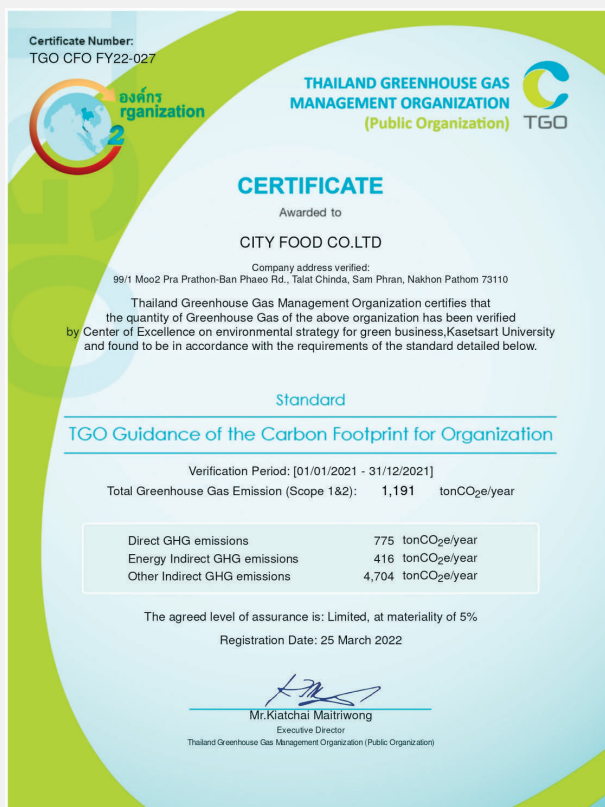 Certificate Number:
TGO CFO FY22-027
องค์กร
rganization
2
THAILAND GREENHOUSE GAS
MANAGEMENT ORGANIZATION
(Public Organization)
TGO
CERTIFICATE
Awarded to
CITY FOOD CO.LTD
Company address verified:
99/1 Moo2 Pra Prathon-Ban Phaeo Rd., Talat Chinda, Sam Phran, Nakhon Pathom 73110
Thailand Greenhouse Gas Management Organization certifies that
the quantity of Greenhouse Gas of the above organization has been verified
by Center of Excellence on environmental strategy for green business,Kasetsart University
and found to be in accordance with the requirements of the standard detailed below.
Standard
TGO Guidance of the Carbon Footprint for Organization
Verification Period: [01/01/2021 - 31/12/2021]
Total Greenhouse Gas Emission (Scope 1&2): 1,191 tonCO2e/year
Direct GHG emissions 775 tonCO2e/year
Energy Indirect GHG emissions 416 tonCO2e/year
Other Indirect GHG emissions 4,704 tonCO2e/year
The agreed level of assurance is: Limited, at materiality of 5%
Registration Date: 25 March 2022
Mr.Kiatchai Maitriwong
Executive Director
Thailand Greenhouse Gas Management Organization (Public Organization)